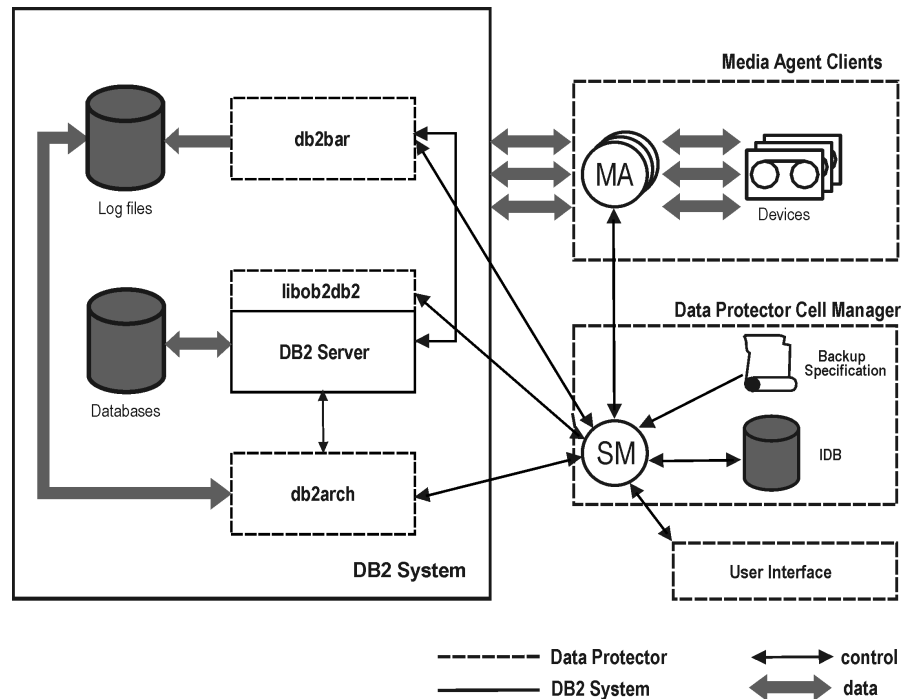 Media Agent Clients
db2bar
MA
Log files
Devices
libob2db2
Data Protector Cell Manager
DB2 Server
Backup
Specification
Databases
SM
IDB
db2arch
DB2 System
User Interface
Data Protector
control
DB2 System
data